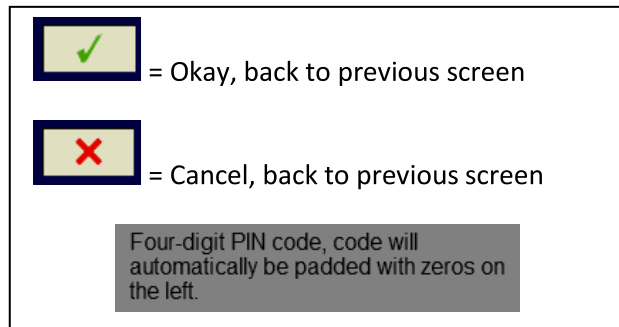 = Okay, back to previous screen
= Cancel, back to previous screen
Four-digit PIN code, code will
automatically be padded with zeros on
the left.